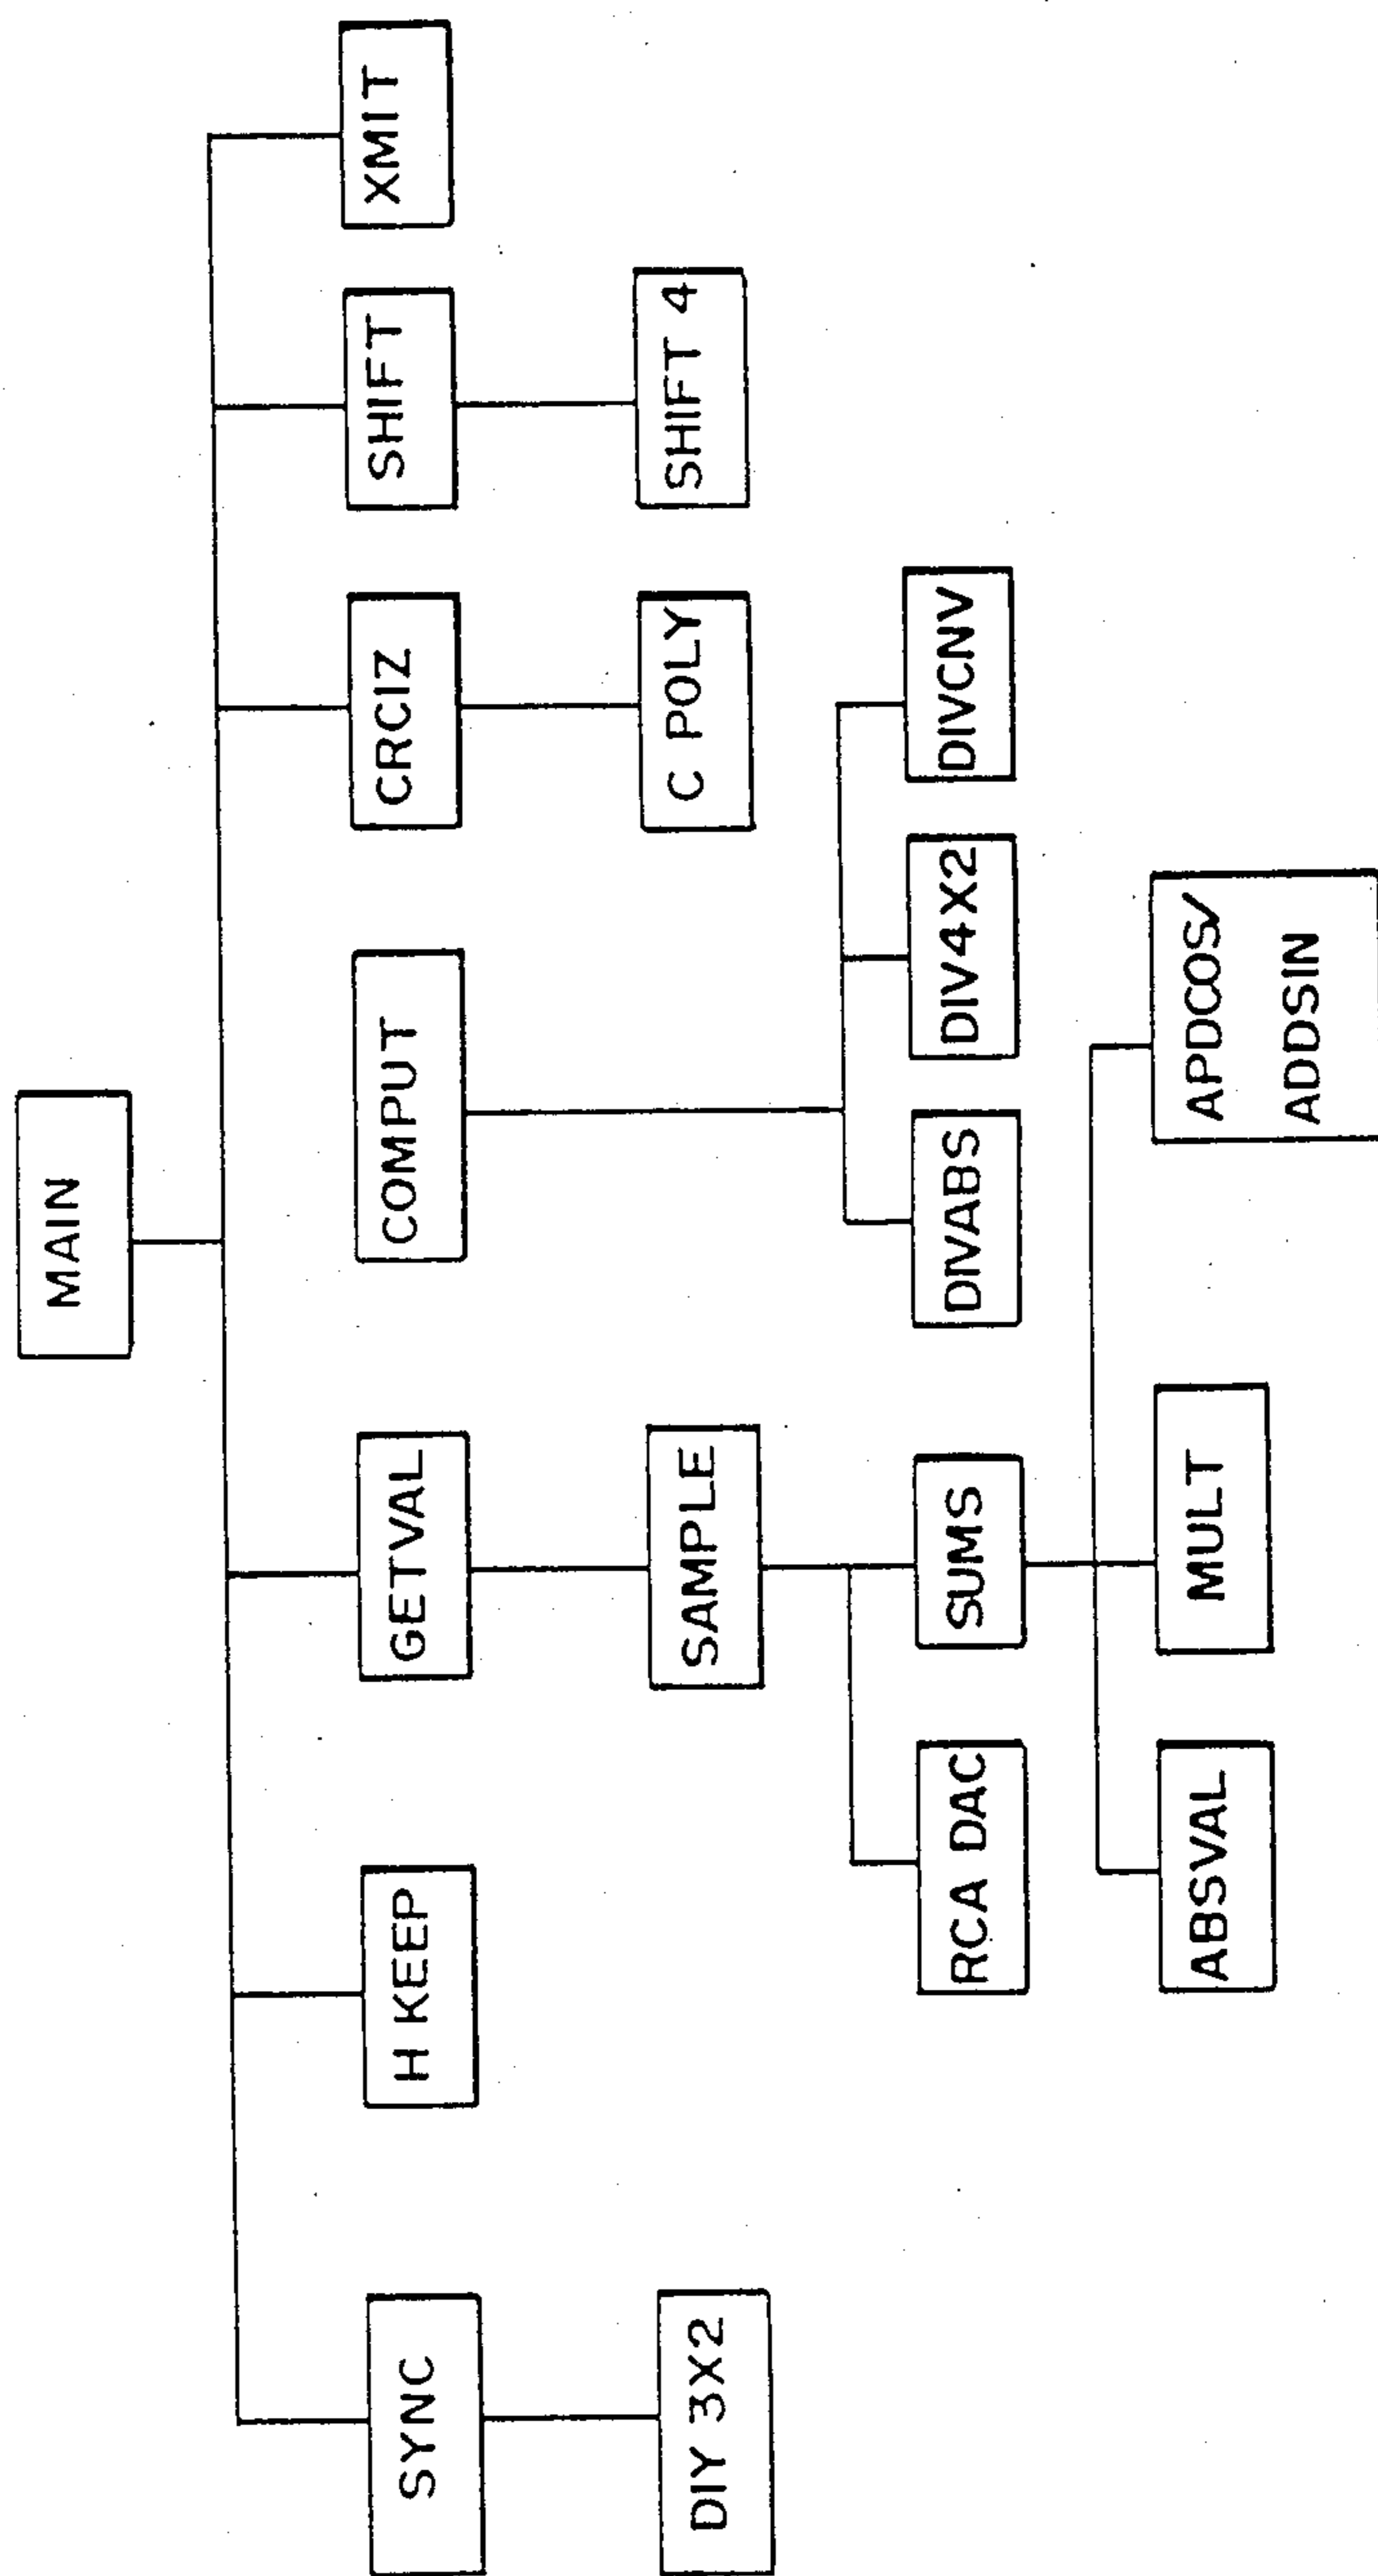 MAIN
SYNC
H KEEP
GETVAL
COMPUT
CRCIZ
SHIFT
XMIT
DIY 3X2
SAMPLE
C POLY
SHIFT 4
RCA DAC
SUMS
DIVABS
DIV4X2
DIVCNV
ABSVAL
MULT
APDCOS/
ADDSIN